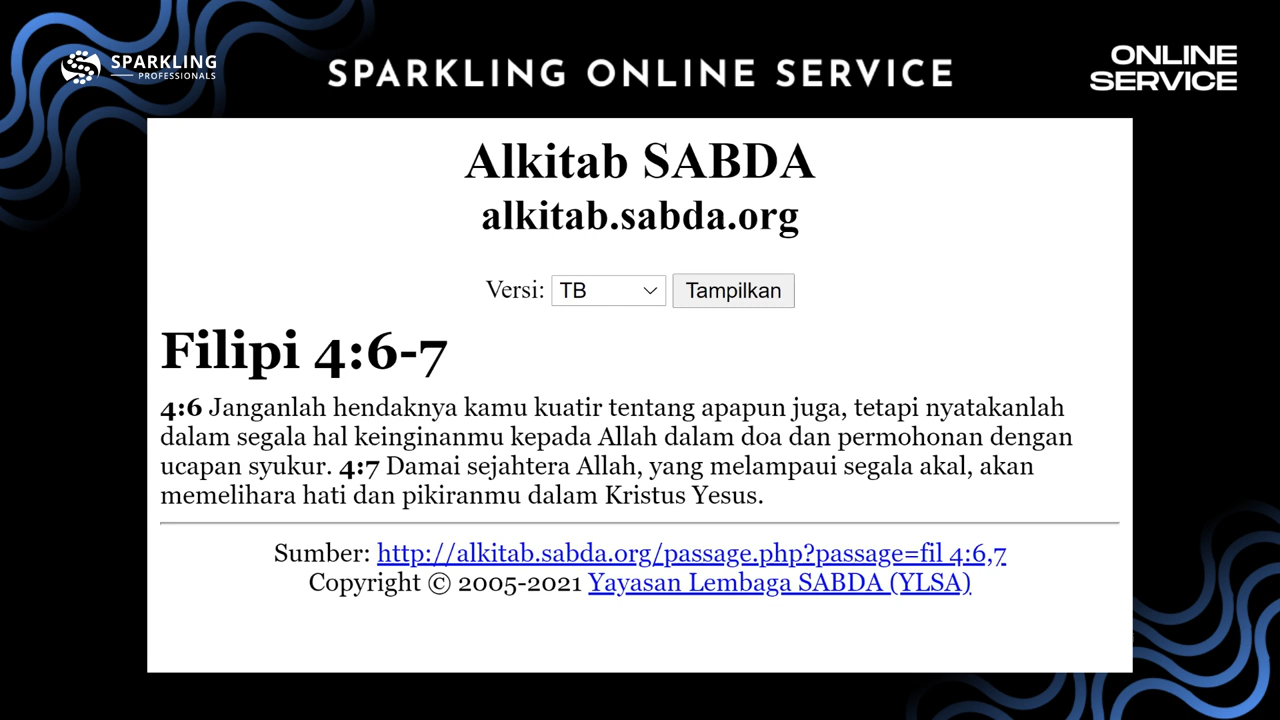 SPARKLING
PROFESSIONALS
SPARKLING ONLINE SERVICE
ONLINE
SERVICE
Alkitab SABDA
alkitab.sabda.org
Versi: TB Tampilkan
Filipi 4:6-7
4:6 Janganlah hendaknya kamu kuatir tentang apapun juga, tetapi nyatakanlah
dalam segala hal keinginanmu kepada Allah dalam doa dan permohonan dengan
ucapan syukur. 4:7 Damai sejahtera Allah, yang melampaui segala akal, akan
memelihara hati dan pikiranmu dalam Kristus Yesus.
Sumber: http://alkitab.sabda.org/passage.php?passage=fil 4:6,7
Copyright © 2005-2021 Yayasan Lembaga SABDA (YLSA)